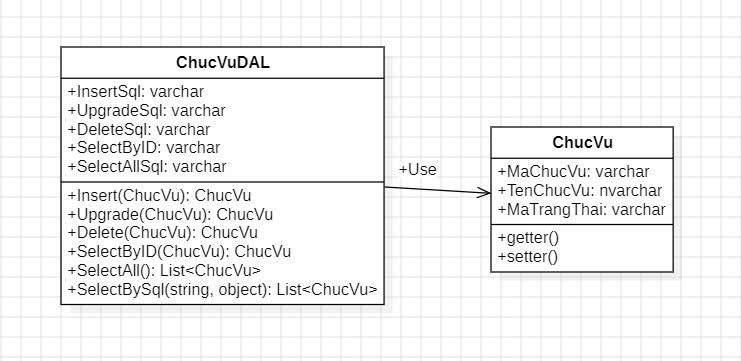 ChucVuDAL
+InsertSql: varchar
+UpgradeSql: varchar
+DeleteSql: varchar
+SelectByID: varchar
+SelectAllSql: varchar
+Insert(ChucVu): ChucVu
+Upgrade(ChucVu): ChucVu
+Delete(ChucVu): ChucVu
+SelectByID(ChucVu): ChucVu
+SelectAll(): List<ChucVu>
+SelectBySql(string, object): List<ChucVu>
+Use
ChucVu
+MaChucVu: varchar
+TenChucVu: nvarchar
+MaTrangThai: varchar
+getter()
+setter()